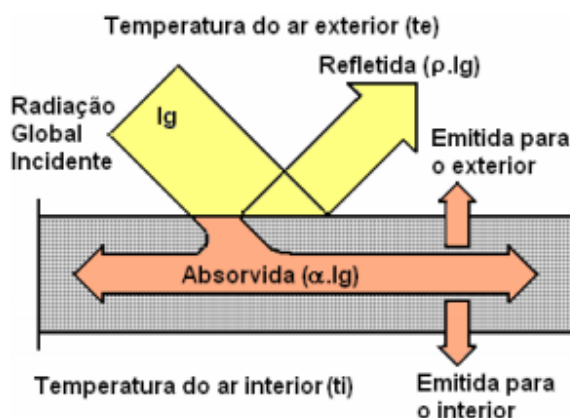 Temperatura do ar exterior (te)
Refletida (ρ.Ig)
Ig
Radiação
Global
Incidente
Emitida para
o exterior
Absorvida (α.Ig)
Temperatura do ar interior (ti)
Emitida para
o interior